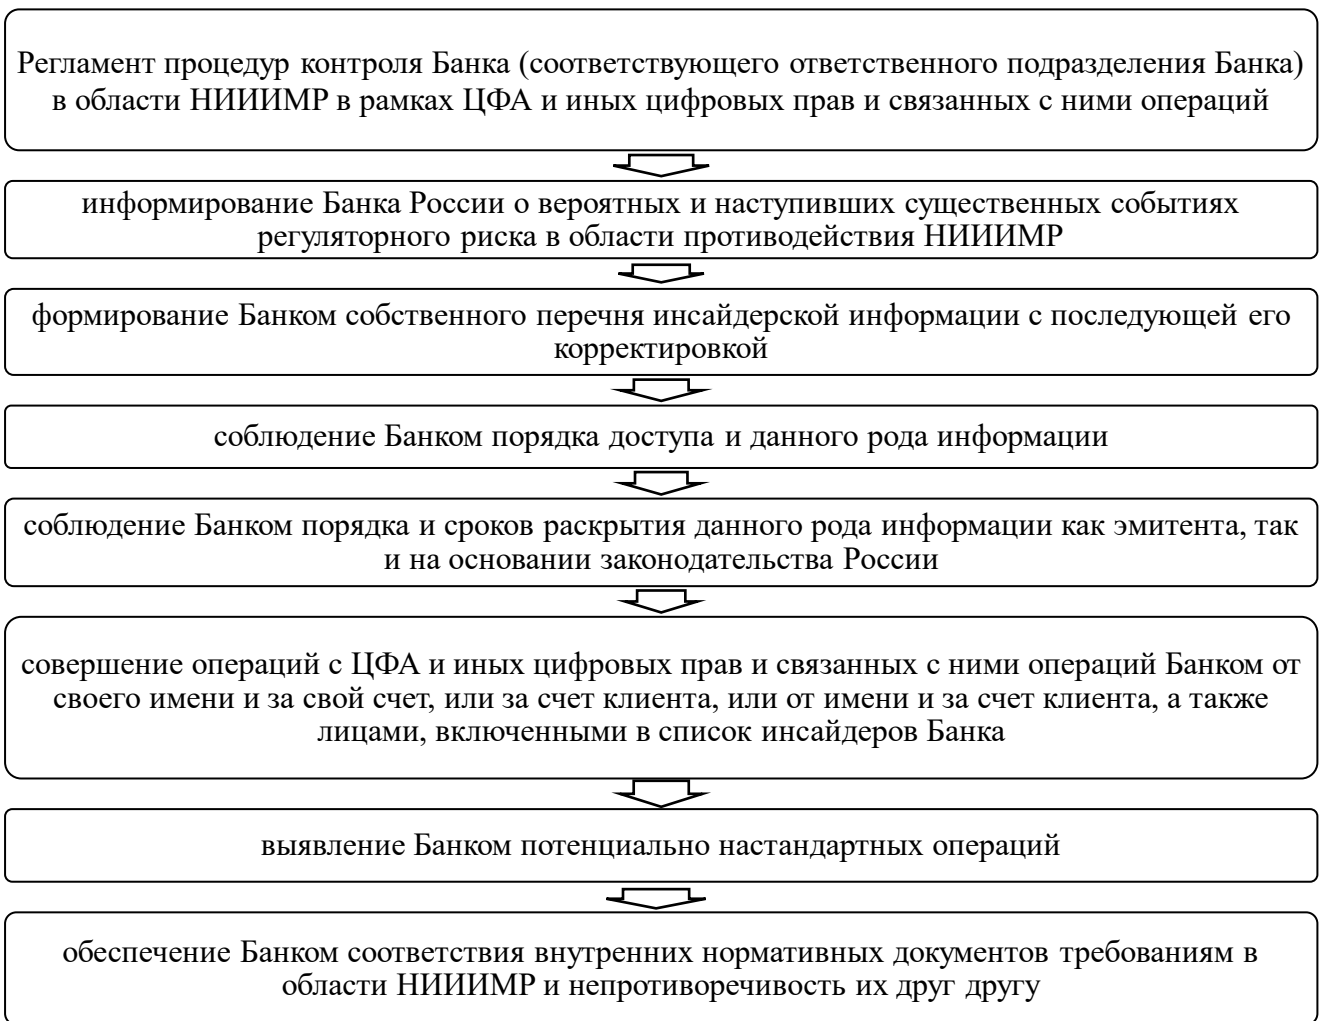 Регламент процедур контроля Банка (соответствующего ответственного подразделения Банка)
в области НИИИМР в рамках ЦФА и иных цифровых прав и связанных с ними операций
информирование Банка России о вероятных и наступивших существенных событиях
регуляторного риска в области противодействия НИИИМР
формирование Банком собственного перечня инсайдерской информации с последующей его
корректировкой
соблюдение Банком порядка доступа и данного рода информации
соблюдение Банком порядка и сроков раскрытия данного рода информации как эмитента, так
и на основании законодательства России
совершение операций с ЦФА и иных цифровых прав и связанных с ними операций Банком от
своего имени и за свой счет, или за счет клиента, или от имени и за счет клиента, а также
лицами, включенными в список инсайдеров Банка
выявление Банком потенциально настандартных операций
обеспечение Банком соответствия внутренних нормативных документов требованиям в
области НИИИМР и непротиворечивость их друг другу